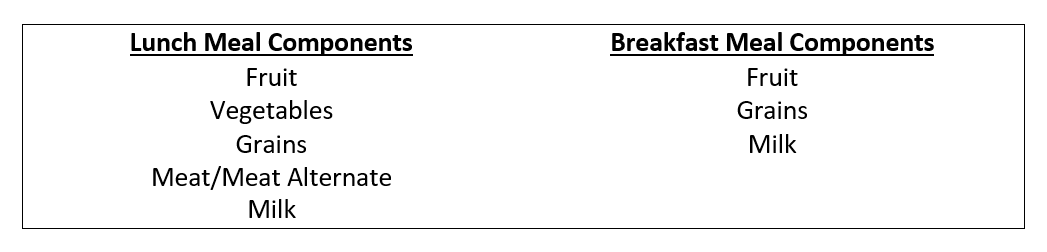 Lunch Meal Components
Fruit
Vegetables
Grains
Meat/Meat Alternate
Milk
Breakfast Meal Components
Fruit
Grains
Milk